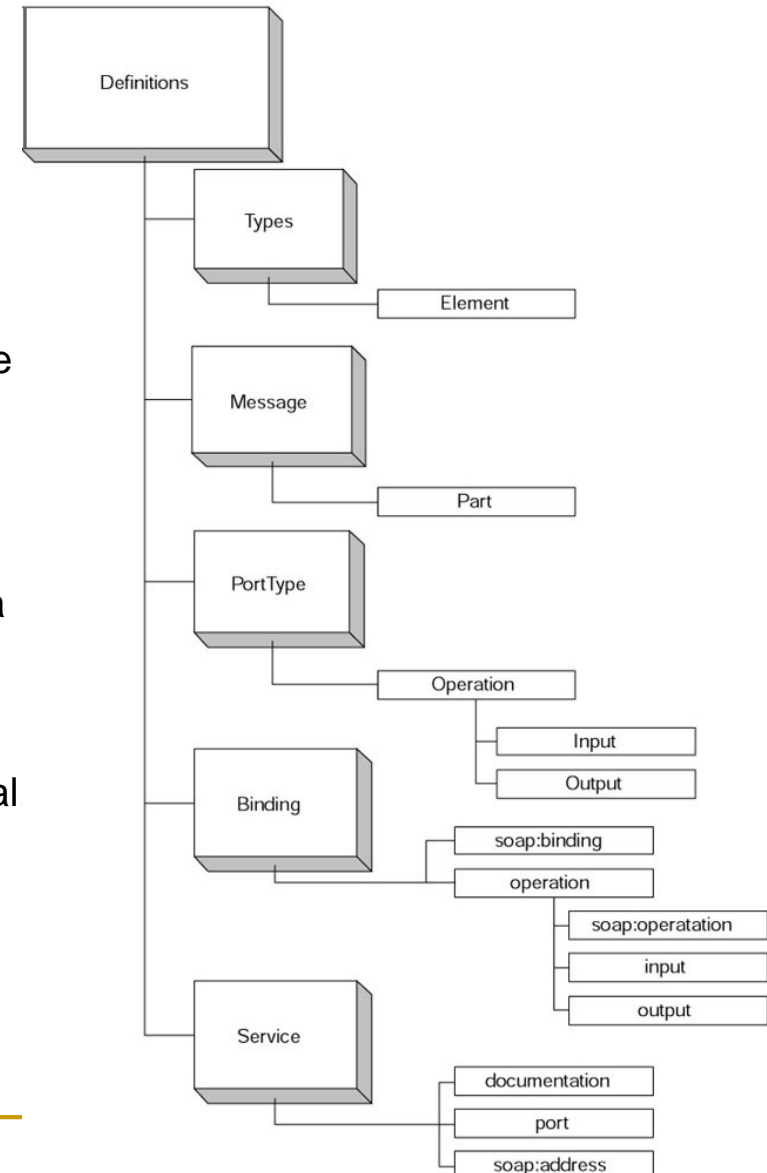 Definitions
Types
Element
e
Message
Part
PortType
a
Operation
Input
Output
al
Binding
soap:binding
operation
soap:operatation
input
output
Service
documentation
port
soap:address